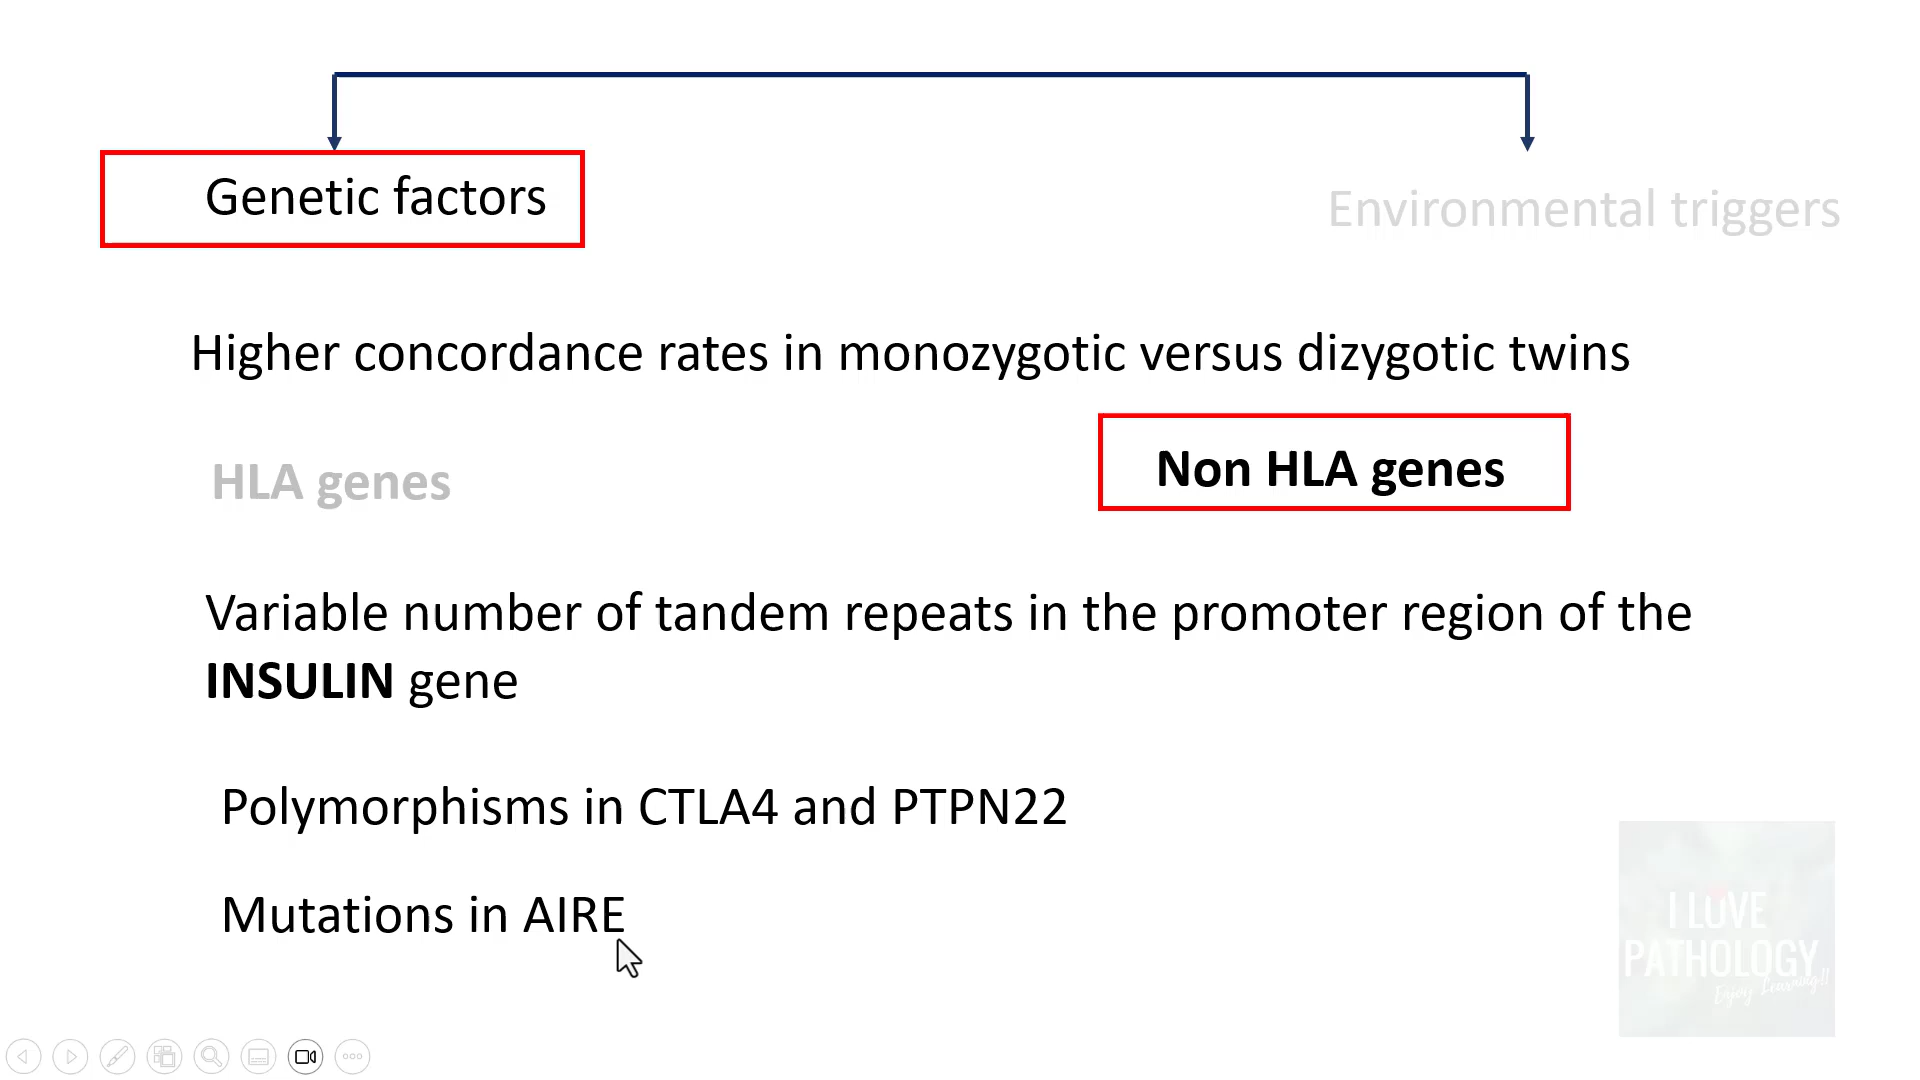 Genetic factors
Environmental triggers
Higher concordance rates in monozygotic versus dizygotic twins
HLA genes
Non HLA genes
Variable number of tandem repeats in the promoter region of the
INSULIN gene
Polymorphisms in CTLA4 and PTPN22
Mutations in AIRE
I LOVE
PATHOLOGY
Enjoy Learning!!